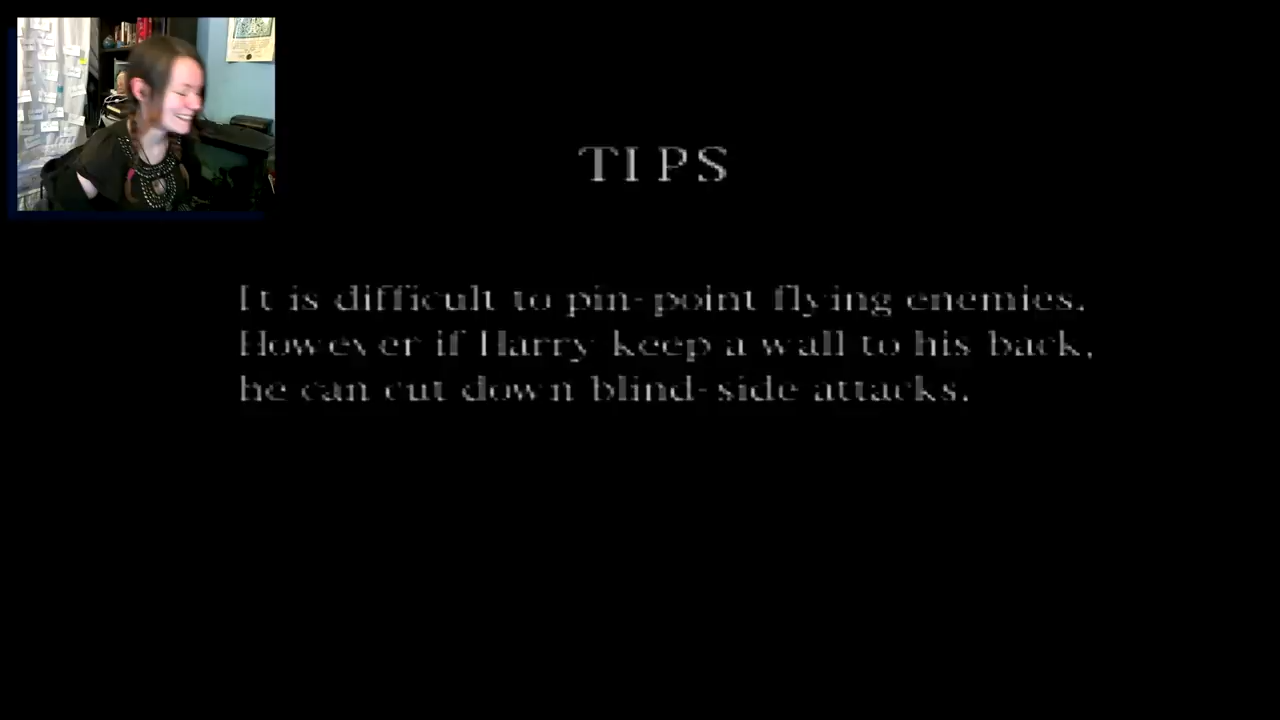 TIPS
It is difficult to pin-point flying enemies.
However if Harry keep a wall to his back,
he can cut down blind-side attacks.